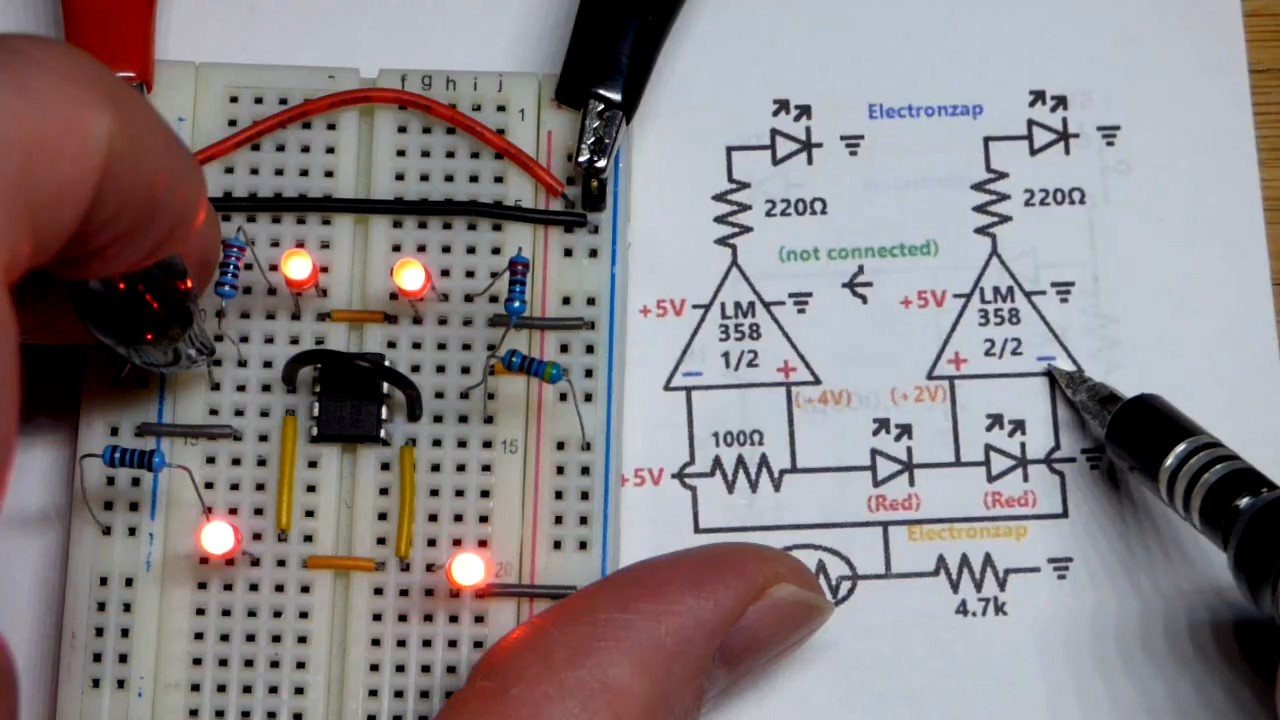 f g h i j
1
5
15
20
Electronzap
220Ω
220Ω
(not connected)
+5V
LM
358
1/2
- +
+5V
LM
358
2/2
+ -
(+4V)
(+2V)
100Ω
+5V
(Red)
(Red)
Electronzap
4.7k